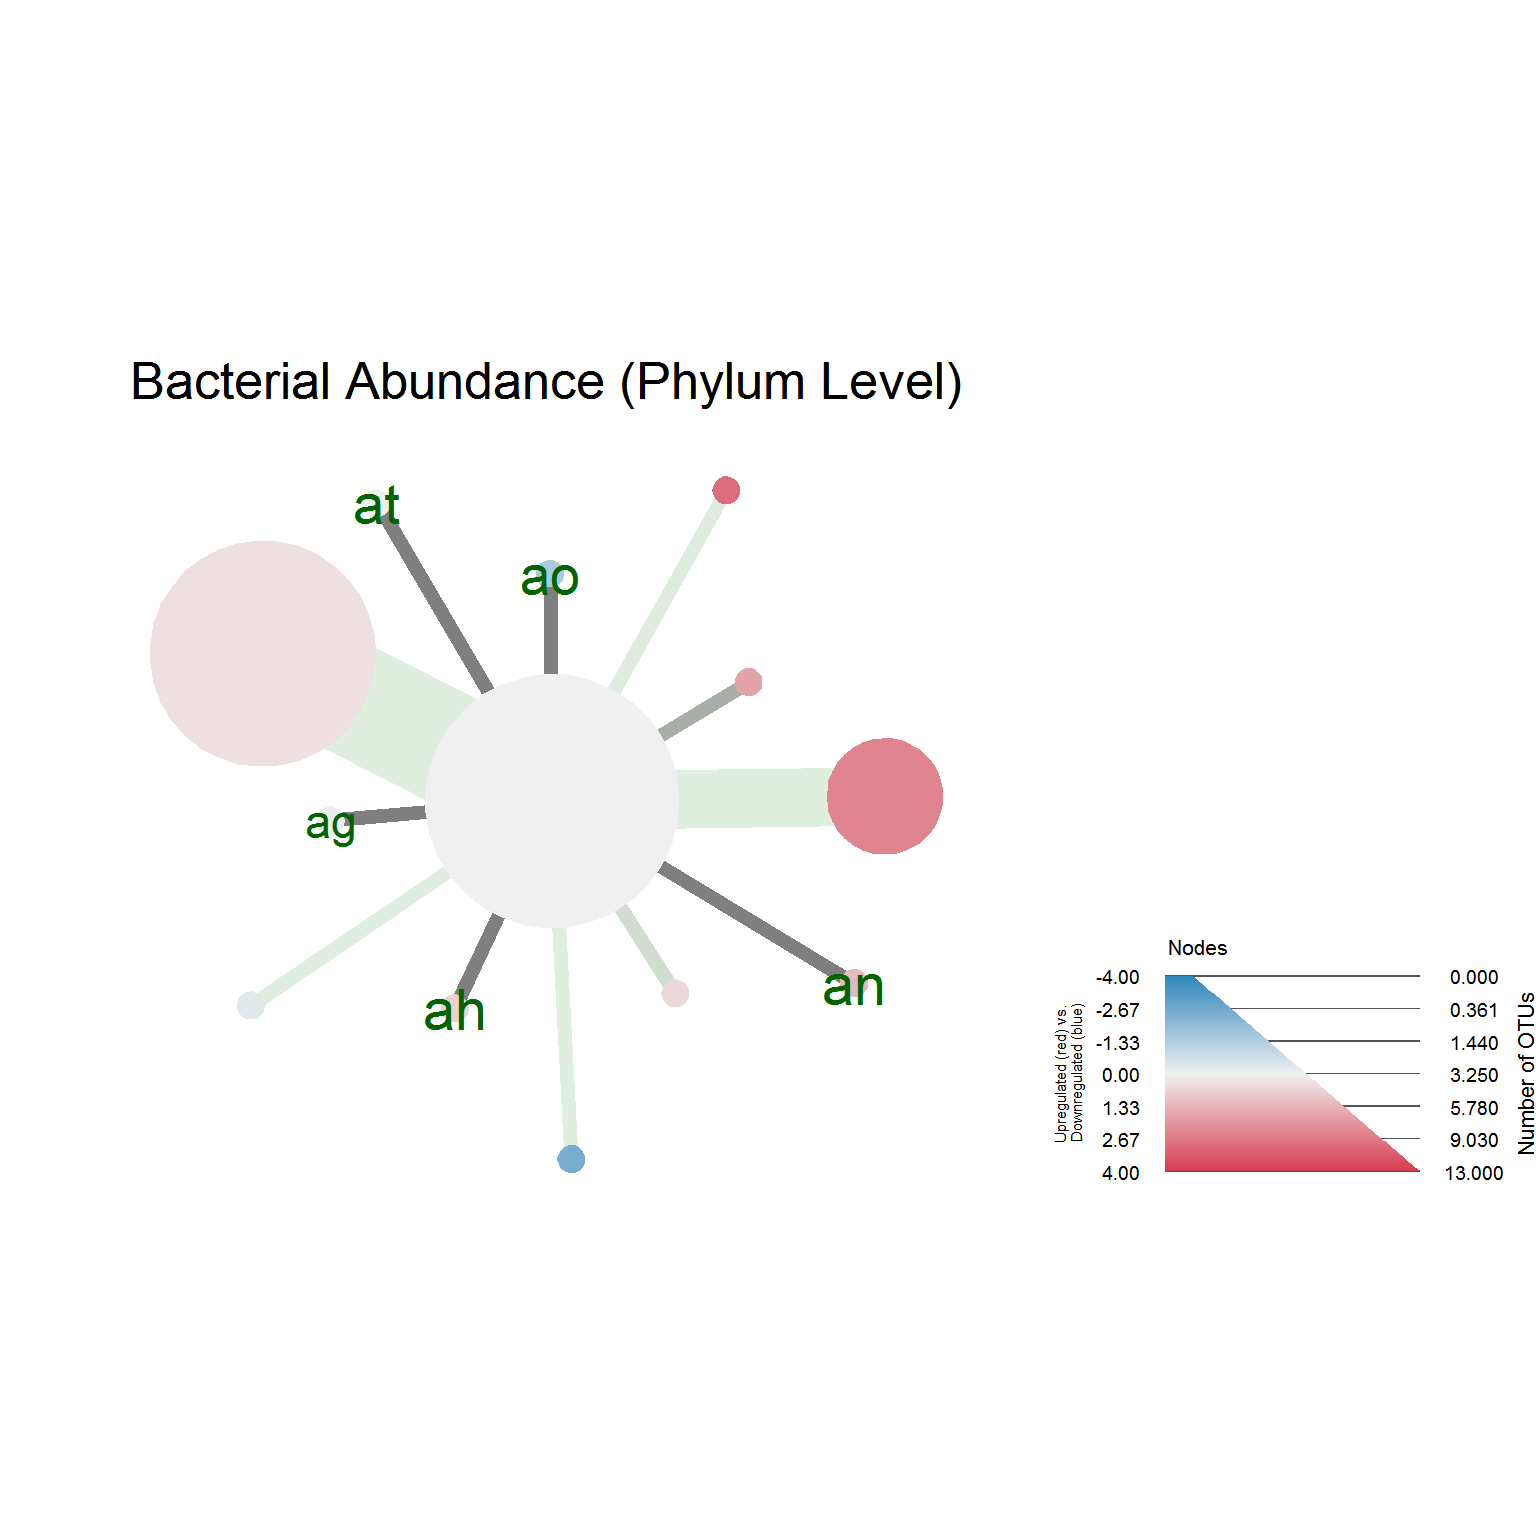 Bacterial Abundance (Phylum Level)
at
ao
ag
an
ah
Nodes
-4.00 0.000
-2.67 0.361
-1.33 1.440
0.00 3.250
1.33 5.780
2.67 9.030
4.00 13.000
Upregulated (red) vs.
Downregulated (blue)
Number of OTUs